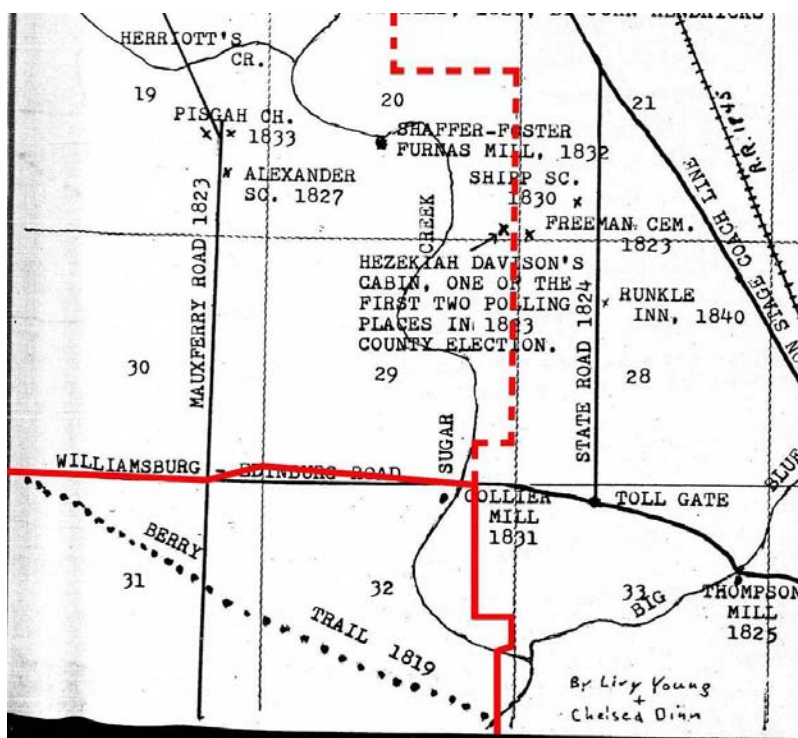 HERRIOTT'S
CR.
19
20
21
R.R. 1845
PISGAH CH.
1833
SHAFFER-FOSTER
FURNAS MILL, 1832
ALEXANDER
SC. 1827
SHIPP SC.
1830
FREEMAN CEM.
1823
MAUXFERRY ROAD 1823
CREEK
HEZEKIAH DAVISON'S
CABIN, ONE OF THE
FIRST TWO POLLING
PLACES IN 1823
COUNTY ELECTION.
STATE ROAD 1824
RUNKLE
INN, 1840
ON STAGE COACH LINE
30
29
28
WILLIAMSBURG - EDINBURG ROAD
SUGAR
BLUE
COLLIER
MILL
1831
TOLL GATE
BERRY
TRAIL 1819
31
32
33
BIG
THOMPSON
MILL
1825
By Livy Young
+
Chelsea Dinn